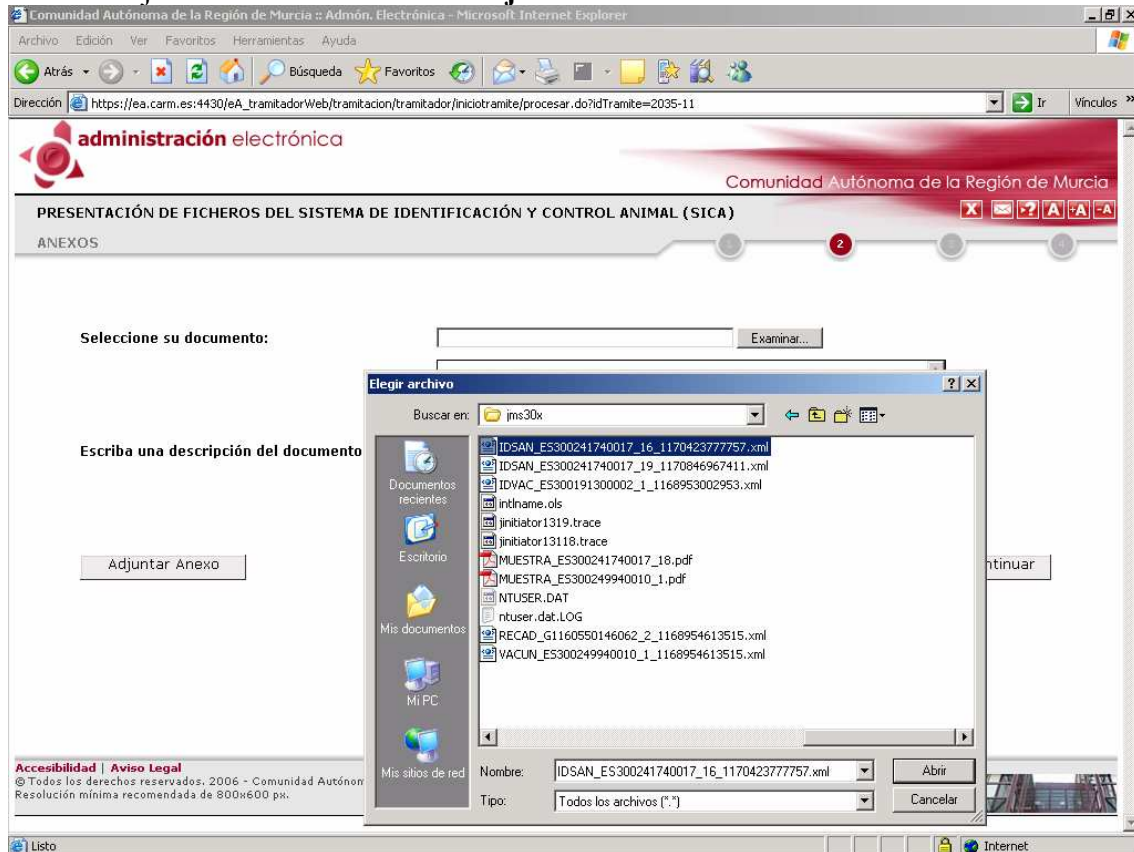 Comunidad Autónoma de la Región de Murcia :: Admón. Electrónica - Microsoft Internet Explorer
Archivo Edición Ver Favoritos Herramientas Ayuda
Atrás Búsqueda Favoritos
Dirección https://ea.carm.es:4430/eA_tramitadorWeb/tramitacion/tramitador/iniciotramite/procesar.do?idTramite=2035-11 Ir Vínculos »
administración electrónica
Comunidad Autónoma de la Región de Murcia
PRESENTACIÓN DE FICHEROS DEL SISTEMA DE IDENTIFICACIÓN Y CONTROL ANIMAL (SICA)
X ? A +A -A
ANEXOS
1 2 3 4
Seleccione su documento: Examinar...
Elegir archivo
Buscar en: jms30x
Escriba una descripción del documento
Documentos recientes
Escritorio
Mis documentos
Mi PC
Mis sitios de red
IDSAN_ES300241740017_16_1170423777757.xml
IDSAN_ES300241740017_19_1170846967411.xml
IDVAC_ES300191300002_1_1168953002953.xml
intlname.ols
jinitiator1319.trace
jinitiator13118.trace
MUESTRA_ES300241740017_18.pdf
MUESTRA_ES300249940010_1.pdf
NTUSER.DAT
ntuser.dat.LOG
RECAD_G1160550146062_2_1168954613515.xml
VACUN_ES300249940010_1_1168954613515.xml
Adjuntar Anexo
ntinuar
Nombre: IDSAN_ES300241740017_16_1170423777757.xml Abrir
Tipo: Todos los archivos (*.*) Cancelar
Accesibilidad | Aviso Legal
© Todos los derechos reservados. 2006 - Comunidad Autónom
Resolución mínima recomendada de 800x600 px.
Listo Internet